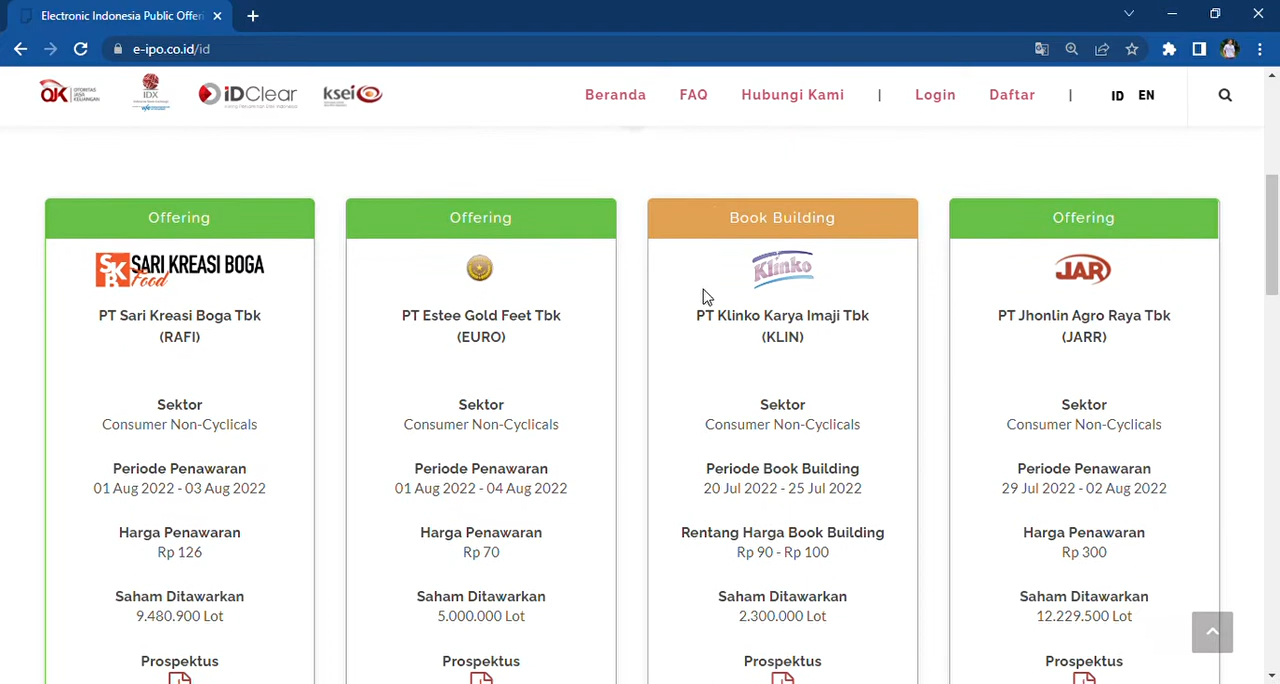 Electronic Indonesia Public Offeri
e-ipo.co.id/id
OJK OTORITAS JASA KEUANGAN
IDX
iDClear
ksei
Beranda
FAQ
Hubungi Kami
|
Login
Daftar
|
ID
EN
Offering
SKB SARI KREASI BOGA
Food
PT Sari Kreasi Boga Tbk
(RAFI)
Sektor
Consumer Non-Cyclicals
Periode Penawaran
01 Aug 2022 - 03 Aug 2022
Harga Penawaran
Rp 126
Saham Ditawarkan
9.480.900 Lot
Prospektus
Offering
PT Estee Gold Feet Tbk
(EURO)
Sektor
Consumer Non-Cyclicals
Periode Penawaran
01 Aug 2022 - 04 Aug 2022
Harga Penawaran
Rp 70
Saham Ditawarkan
5.000.000 Lot
Prospektus
Book Building
Klinko
PT Klinko Karya Imaji Tbk
(KLIN)
Sektor
Consumer Non-Cyclicals
Periode Book Building
20 Jul 2022 - 25 Jul 2022
Rentang Harga Book Building
Rp 90 - Rp 100
Saham Ditawarkan
2.300.000 Lot
Prospektus
Offering
JAR
PT Jhonlin Agro Raya Tbk
(JARR)
Sektor
Consumer Non-Cyclicals
Periode Penawaran
29 Jul 2022 - 02 Aug 2022
Harga Penawaran
Rp 300
Saham Ditawarkan
12.229.500 Lot
Prospektus